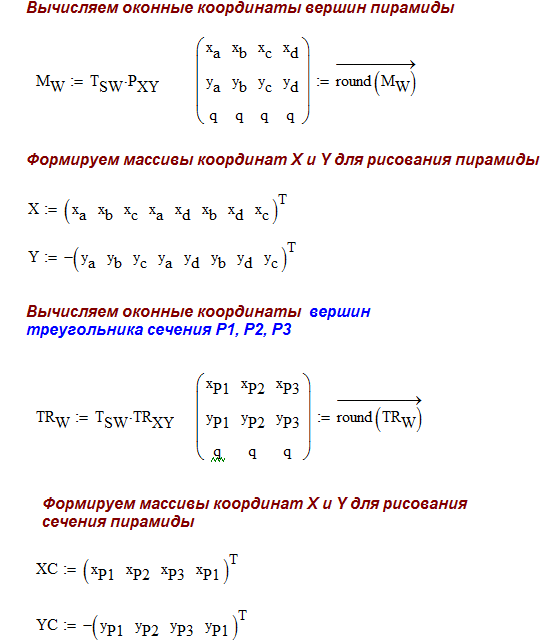 Вычисляем оконные координаты вершин пирамиды
M_W := T_SW·P_XY   ( x_a x_b x_c x_d ; y_a y_b y_c y_d ; q q q q ) := round(M_W)
Формируем массивы координат X и Y для рисования пирамиды
X := (x_a x_b x_c x_a x_d x_b x_d x_c)^T
Y := −(y_a y_b y_c y_a y_d y_b y_d y_c)^T
Вычисляем оконные координаты вершин
треугольника сечения P1, P2, P3
TR_W := T_SW·TR_XY   ( x_P1 x_P2 x_P3 ; y_P1 y_P2 y_P3 ; q q q ) := round(TR_W)
Формируем массивы координат X и Y для рисования
сечения пирамиды
XC := (x_P1 x_P2 x_P3 x_P1)^T
YC := −(y_P1 y_P2 y_P3 y_P1)^T